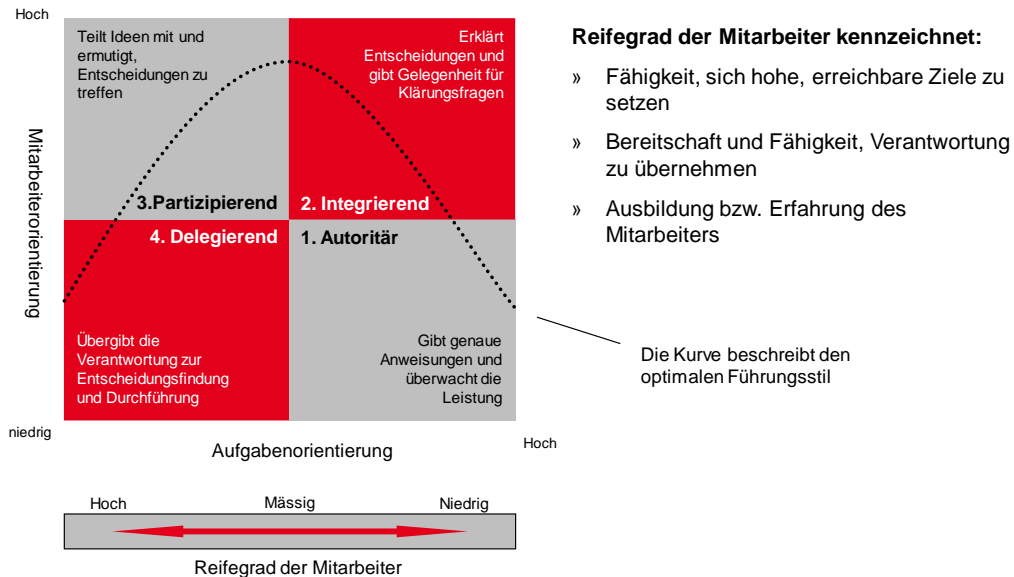 Hoch
Teilt Ideen mit und
ermutigt,
Entscheidungen zu
treffen
Erklärt
Entscheidungen und
gibt Gelegenheit für
Klärungsfragen
Mitarbeiterorientierung
3.Partizipierend
2. Integrierend
4. Delegierend
1. Autoritär
Übergibt die
Verantwortung zur
Entscheidungsfindung
und Durchführung
Gibt genaue
Anweisungen und
überwacht die
Leistung
niedrig
Aufgabenorientierung
Hoch
Hoch
Mässig
Niedrig
Reifegrad der Mitarbeiter
Reifegrad der Mitarbeiter kennzeichnet:
» Fähigkeit, sich hohe, erreichbare Ziele zu
setzen
» Bereitschaft und Fähigkeit, Verantwortung
zu übernehmen
» Ausbildung bzw. Erfahrung des
Mitarbeiters
Die Kurve beschreibt den
optimalen Führungsstil